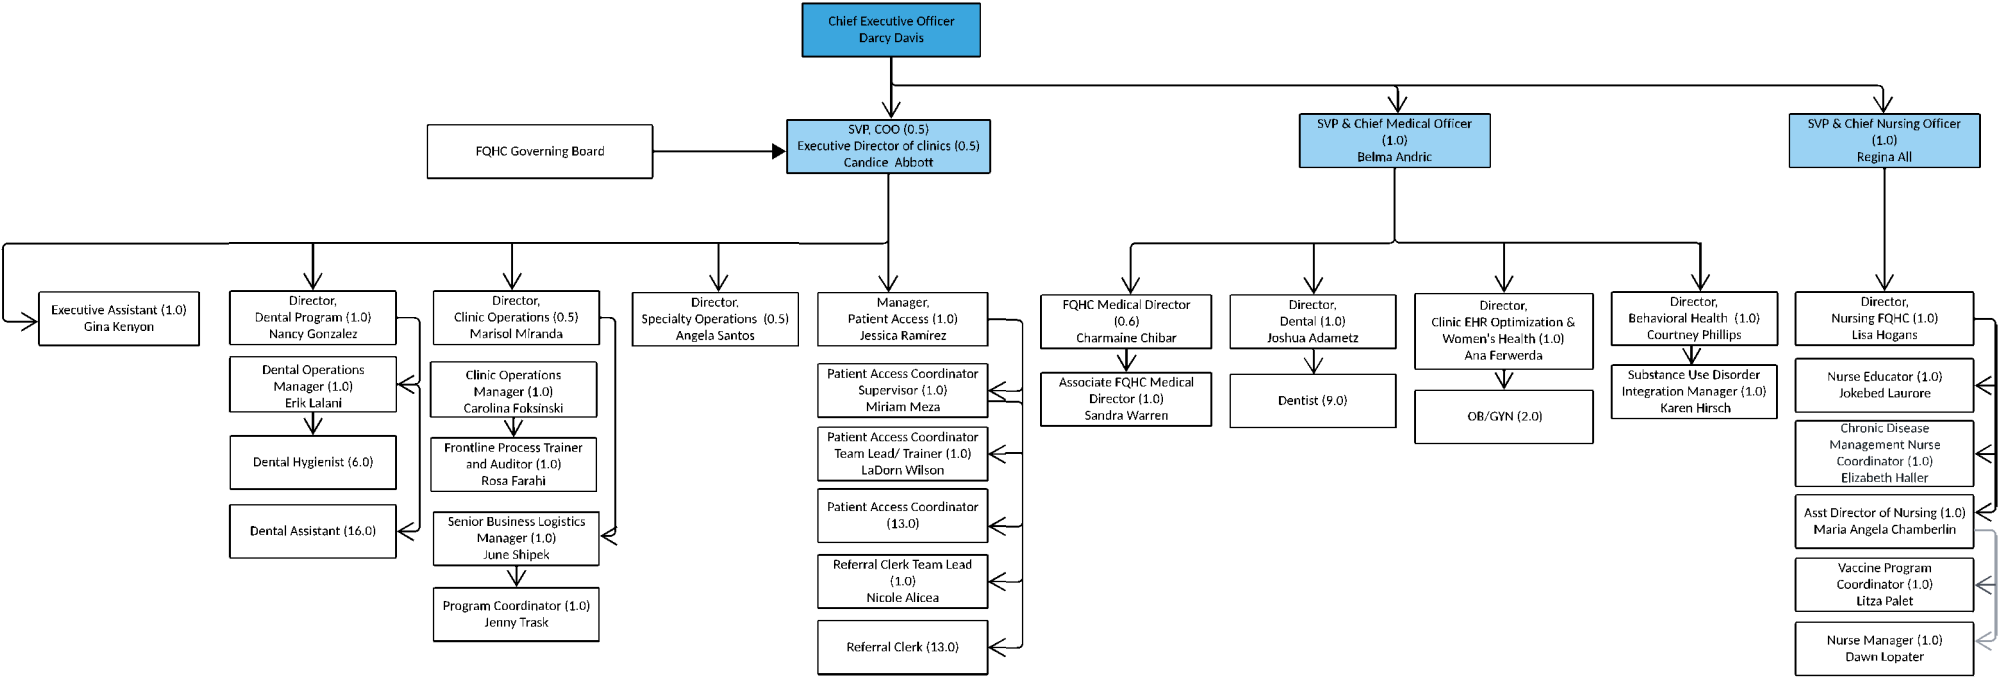 Chief Executive Officer
Darcy Davis
FQHC Governing Board
SVP, COO (0.5)
Executive Director of clinics (0.5)
Candice Abbott
SVP & Chief Medical Officer
(1.0)
Belma Andric
SVP & Chief Nursing Officer
(1.0)
Regina All
Executive Assistant (1.0)
Gina Kenyon
Director,
Dental Program (1.0)
Nancy Gonzalez
Dental Operations
Manager (1.0)
Erik Lalani
Dental Hygienist (6.0)
Dental Assistant (16.0)
Director,
Clinic Operations (0.5)
Marisol Miranda
Clinic Operations
Manager (1.0)
Carolina Foksinski
Frontline Process Trainer
and Auditor (1.0)
Rosa Farahi
Senior Business Logistics
Manager (1.0)
June Shipek
Program Coordinator (1.0)
Jenny Trask
Director,
Specialty Operations (0.5)
Angela Santos
Manager,
Patient Access (1.0)
Jessica Ramirez
Patient Access Coordinator
Supervisor (1.0)
Miriam Meza
Patient Access Coordinator
Team Lead/ Trainer (1.0)
LaDorn Wilson
Patient Access Coordinator
(13.0)
Referral Clerk Team Lead
(1.0)
Nicole Alicea
Referral Clerk (13.0)
FQHC Medical Director
(0.6)
Charmaine Chibar
Associate FQHC Medical
Director (1.0)
Sandra Warren
Director,
Dental (1.0)
Joshua Adametz
Dentist (9.0)
Director,
Clinic EHR Optimization &
Women's Health (1.0)
Ana Ferwerda
OB/GYN (2.0)
Director,
Behavioral Health (1.0)
Courtney Phillips
Substance Use Disorder
Integration Manager (1.0)
Karen Hirsch
Director,
Nursing FQHC (1.0)
Lisa Hogans
Nurse Educator (1.0)
Jokebed Laurore
Chronic Disease
Management Nurse
Coordinator (1.0)
Elizabeth Haller
Asst Director of Nursing (1.0)
Maria Angela Chamberlin
Vaccine Program
Coordinator (1.0)
Litza Palet
Nurse Manager (1.0)
Dawn Lopater